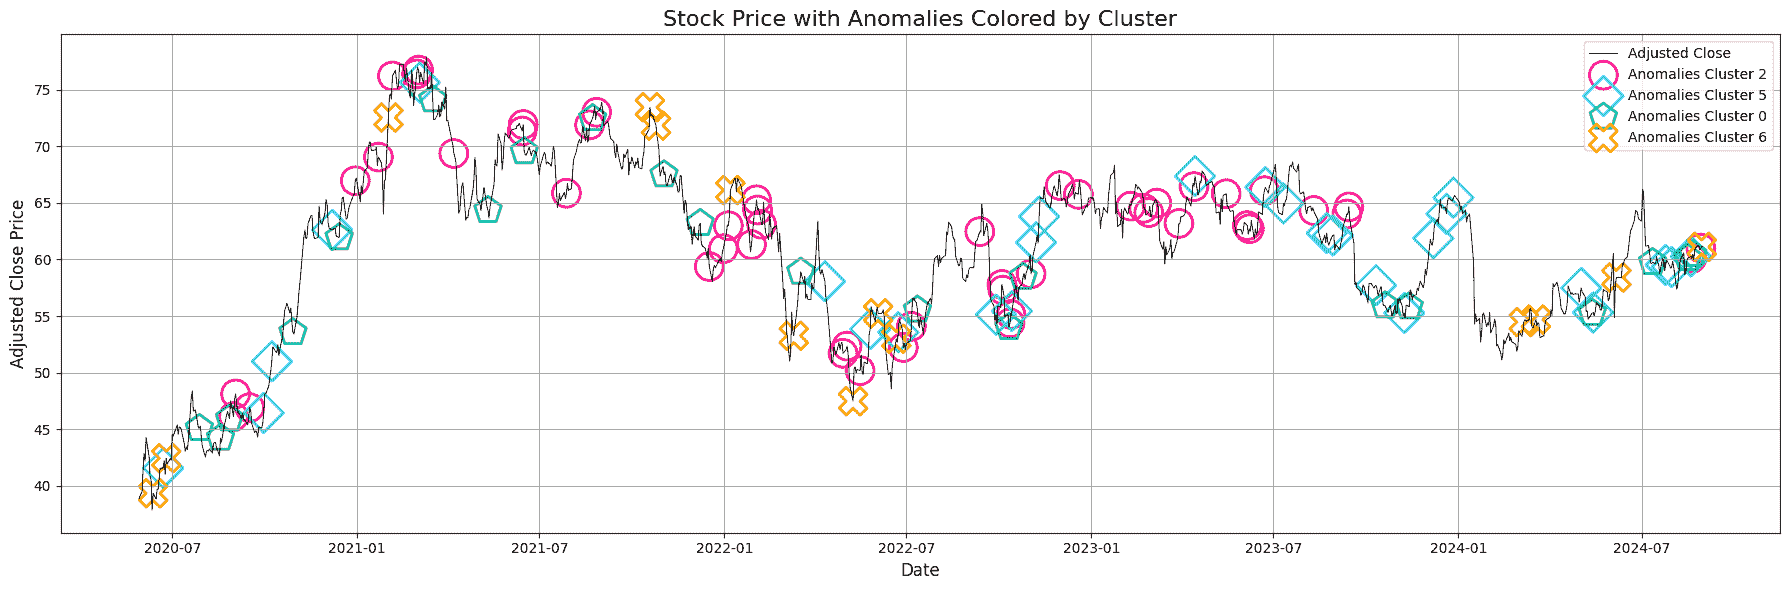 Stock Price with Anomalies Colored by Cluster
Adjusted Close Price
75
70
65
60
55
50
45
40
Adjusted Close
Anomalies Cluster 2
Anomalies Cluster 5
Anomalies Cluster 0
Anomalies Cluster 6
2020-07 2021-01 2021-07 2022-01 2022-07 2023-01 2023-07 2024-01 2024-07
Date